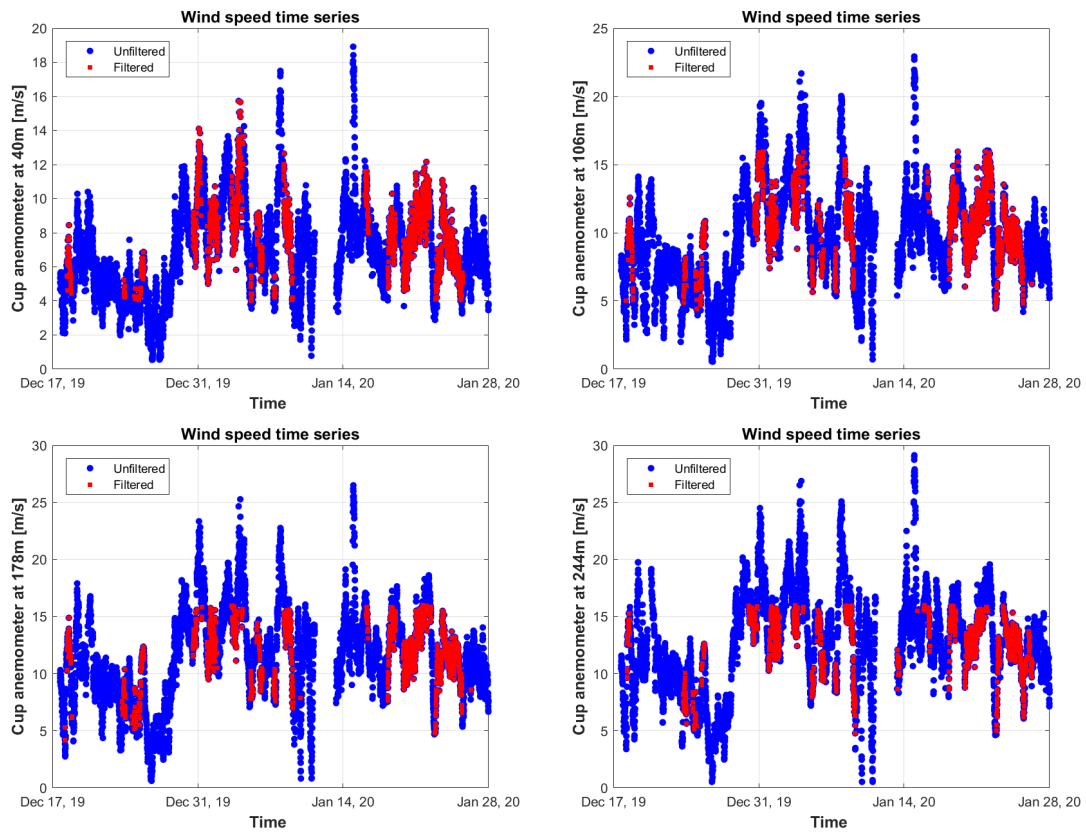 Wind speed time series
Cup anemometer at 40m [m/s]
20
18
16
14
12
10
8
6
4
2
0
Unfiltered
Filtered
Dec 17, 19
Dec 31, 19
Jan 14, 20
Jan 28, 20
Time
Wind speed time series
Cup anemometer at 106m [m/s]
25
20
15
10
5
0
Unfiltered
Filtered
Dec 17, 19
Dec 31, 19
Jan 14, 20
Jan 28, 20
Time
Wind speed time series
Cup anemometer at 178m [m/s]
30
25
20
15
10
5
0
Unfiltered
Filtered
Dec 17, 19
Dec 31, 19
Jan 14, 20
Jan 28, 20
Time
Wind speed time series
Cup anemometer at 244m [m/s]
30
25
20
15
10
5
0
Unfiltered
Filtered
Dec 17, 19
Dec 31, 19
Jan 14, 20
Jan 28, 20
Time